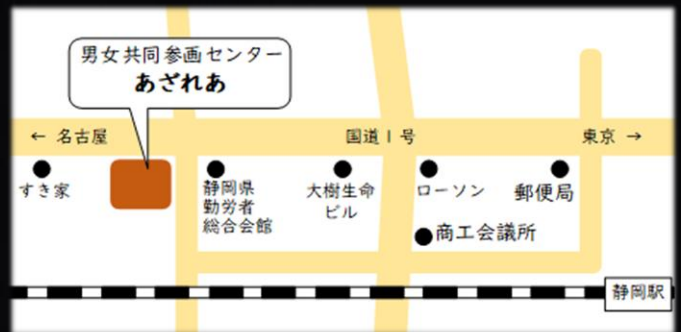 男女共同参画センター
あざれあ
← 名古屋
国道1号
東京 →
すき家
静岡県
勤労者
総合会館
大樹生命
ビル
ローソン
郵便局
商工会議所
静岡駅